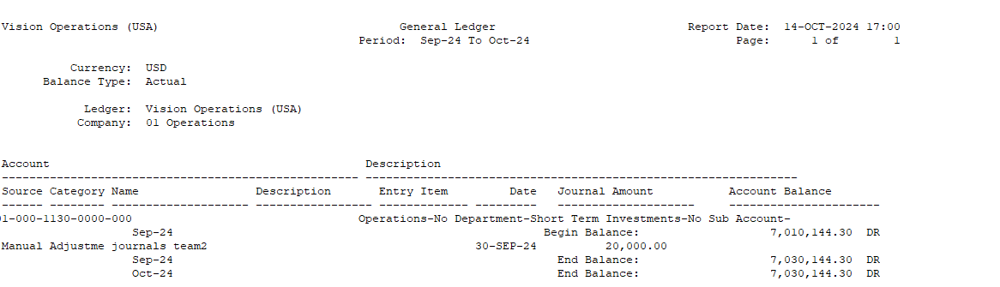 Vision Operations (USA) General Ledger Report Date: 14-OCT-2024 17:00
Period: Sep-24 To Oct-24 Page: 1 of 1
Currency: USD
Balance Type: Actual
Ledger: Vision Operations (USA)
Company: 01 Operations
Account Description
Source Category Name Description Entry Item Date Journal Amount Account Balance
01-000-1130-0000-000 Operations-No Department-Short Term Investments-No Sub Account-
Sep-24 Begin Balance: 7,010,144.30 DR
Manual Adjustme journals team2 30-SEP-24 20,000.00
Sep-24 End Balance: 7,030,144.30 DR
Oct-24 End Balance: 7,030,144.30 DR